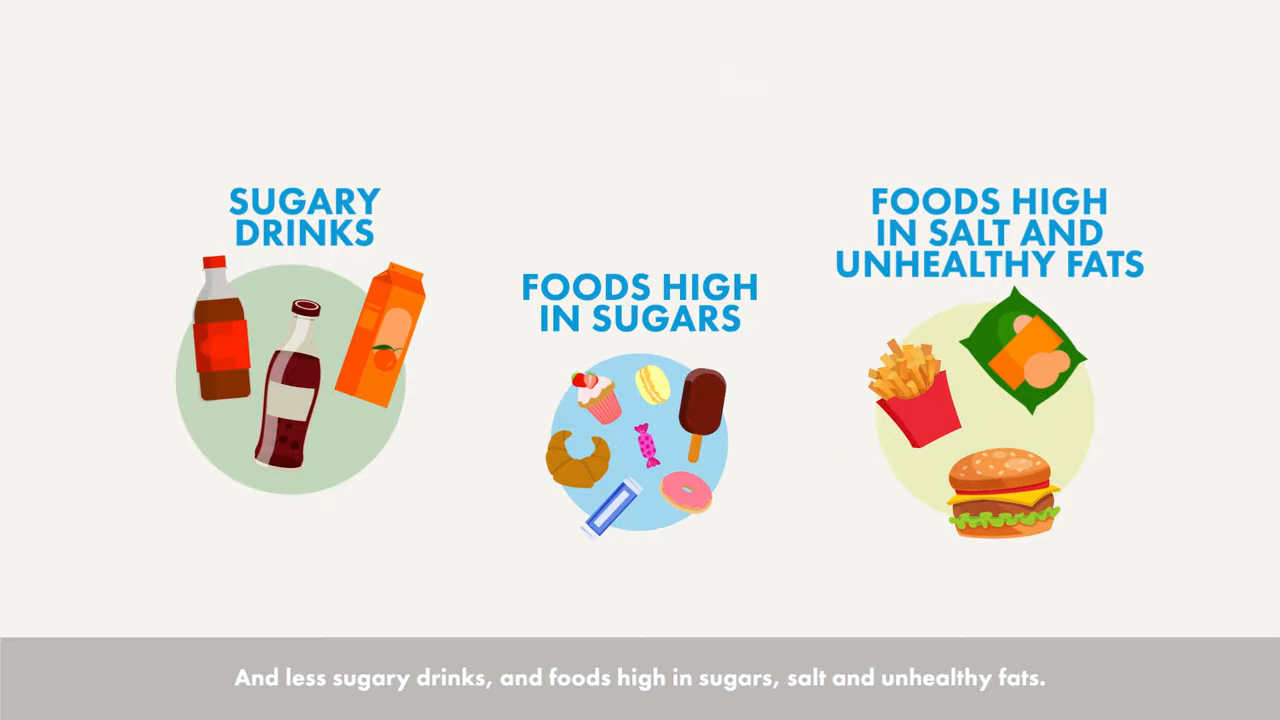 SUGARY
DRINKS
FOODS HIGH
IN SUGARS
FOODS HIGH
IN SALT AND
UNHEALTHY FATS
And less sugary drinks, and foods high in sugars, salt and unhealthy fats.